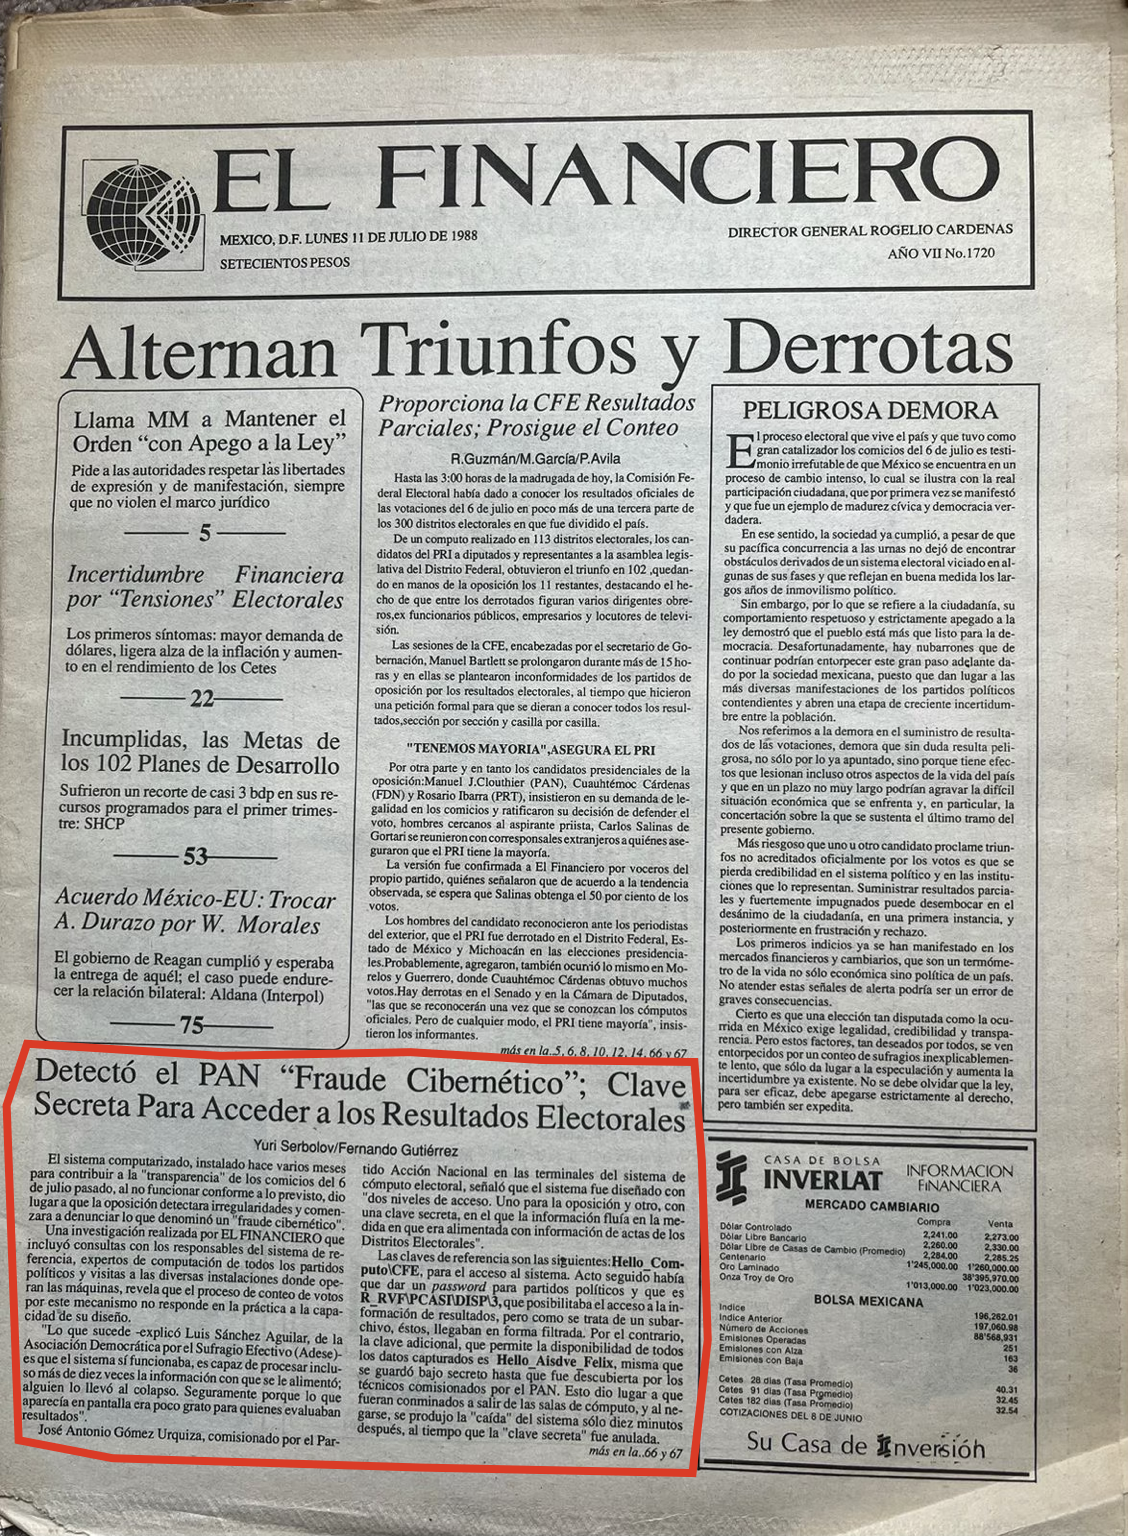 EL FINANCIERO
MEXICO, D.F. LUNES 11 DE JULIO DE 1988
SETECIENTOS PESOS
DIRECTOR GENERAL ROGELIO CARDENAS
AÑO VII No.1720
Alternan Triunfos y Derrotas
Llama MM a Mantener el
Orden “con Apego a la Ley”
Pide a las autoridades respetar las libertades
de expresión y de manifestación, siempre
que no violen el marco jurídico
5
Incertidumbre Financiera
por “Tensiones” Electorales
Los primeros síntomas: mayor demanda de
dólares, ligera alza de la inflación y aumen-
to en el rendimiento de los Cetes
22
Incumplidas, las Metas de
los 102 Planes de Desarrollo
Sufrieron un recorte de casi 3 bdp en sus re-
cursos programados para el primer trimes-
tre: SHCP
53
Acuerdo México-EU: Trocar
A. Durazo por W. Morales
El gobierno de Reagan cumplió y esperaba
la entrega de aquél; el caso puede endure-
cer la relación bilateral: Aldana (Interpol)
75
Proporciona la CFE Resultados
Parciales; Prosigue el Conteo
R.Guzmán/M.García/P.Avila
Hasta las 3:00 horas de la madrugada de hoy, la Comisión Fe-
deral Electoral había dado a conocer los resultados oficiales de
las votaciones del 6 de julio en poco más de una tercera parte de
los 300 distritos electorales en que fue dividido el país.
De un computo realizado en 113 distritos electorales, los can-
didatos del PRI a diputados y representantes a la asamblea legis-
lativa del Distrito Federal, obtuvieron el triunfo en 102 ,quedan-
do en manos de la oposición los 11 restantes, destacando el he-
cho de que entre los derrotados figuran varios dirigentes obre-
ros,ex funcionarios públicos, empresarios y locutores de televi-
sión.
Las sesiones de la CFE, encabezadas por el secretario de Go-
bernación, Manuel Bartlett se prolongaron durante más de 15 ho-
ras y en ellas se plantearon inconformidades de los partidos de
oposición por los resultados electorales, al tiempo que hicieron
una petición formal para que se dieran a conocer todos los resul-
tados,sección por sección y casilla por casilla.
"TENEMOS MAYORIA",ASEGURA EL PRI
Por otra parte y en tanto los candidatos presidenciales de la
oposición:Manuel J.Clouthier (PAN), Cuauhtémoc Cárdenas
(FDN) y Rosario Ibarra (PRT), insistieron en su demanda de le-
galidad en los comicios y ratificaron su decisión de defender el
voto, hombres cercanos al aspirante priista, Carlos Salinas de
Gortari se reunieron con corresponsales extranjeros a quiénes ase-
guraron que el PRI tiene la mayoría.
La versión fue confirmada a El Financiero por voceros del
propio partido, quiénes señalaron que de acuerdo a la tendencia
observada, se espera que Salinas obtenga el 50 por ciento de los
votos.
Los hombres del candidato reconocieron ante los periodistas
del exterior, que el PRI fue derrotado en el Distrito Federal, Es-
tado de México y Michoacán en las elecciones presidencia-
les.Probablemente, agregaron, también ocurrió lo mismo en Mo-
relos y Guerrero, donde Cuauhtémoc Cárdenas obtuvo muchos
votos.Hay derrotas en el Senado y en la Cámara de Diputados,
"las que se reconocerán una vez que se conozcan los cómputos
oficiales. Pero de cualquier modo, el PRI tiene mayoría", insis-
tieron los informantes.
más en la..5, 6, 8, 10, 12, 14, 66 y 67
PELIGROSA DEMORA
El proceso electoral que vive el país y que tuvo como
gran catalizador los comicios del 6 de julio es testi-
monio irrefutable de que México se encuentra en un
proceso de cambio intenso, lo cual se ilustra con la real
participación ciudadana, que por primera vez se manifestó
y que fue un ejemplo de madurez cívica y democracia ver-
dadera.
En ese sentido, la sociedad ya cumplió, a pesar de que
su pacífica concurrencia a las urnas no dejó de encontrar
obstáculos derivados de un sistema electoral viciado en al-
gunas de sus fases y que reflejan en buena medida los lar-
gos años de inmovilismo político.
Sin embargo, por lo que se refiere a la ciudadanía, su
comportamiento respetuoso y estrictamente apegado a la
ley demostró que el pueblo está más que listo para la de-
mocracia. Desafortunadamente, hay nubarrones que de
continuar podrían entorpecer este gran paso adelante da-
do por la sociedad mexicana, puesto que dan lugar a las
más diversas manifestaciones de los partidos políticos
contendientes y abren una etapa de creciente incertidum-
bre entre la población.
Nos referimos a la demora en el suministro de resulta-
dos de las votaciones, demora que sin duda resulta peli-
grosa, no sólo por lo ya apuntado, sino porque tiene efec-
tos que lesionan incluso otros aspectos de la vida del país
y que en un plazo no muy largo podrían agravar la difícil
situación económica que se enfrenta y, en particular, la
concertación sobre la que se sustenta el último tramo del
presente gobierno.
Más riesgoso que uno u otro candidato proclame triun-
fos no acreditados oficialmente por los votos es que se
pierda credibilidad en el sistema político y en las institu-
ciones que lo representan. Suministrar resultados parcia-
les y fuertemente impugnados puede desembocar en el
desánimo de la ciudadanía, en una primera instancia, y
posteriormente en frustración y rechazo.
Los primeros indicios ya se han manifestado en los
mercados financieros y cambiarios, que son un termóme-
tro de la vida no sólo económica sino política de un país.
No atender estas señales de alerta podría ser un error de
graves consecuencias.
Cierto es que una elección tan disputada como la ocu-
rrida en México exige legalidad, credibilidad y transpa-
rencia. Pero estos factores, tan deseados por todos, se ven
entorpecidos por un conteo de sufragios inexplicablemen-
te lento, que sólo da lugar a la especulación y aumenta la
incertidumbre ya existente. No se debe olvidar que la ley,
para ser eficaz, debe apegarse estrictamente al derecho,
pero también ser expedita.
Detectó el PAN “Fraude Cibernético”; Clave
Secreta Para Acceder a los Resultados Electorales
Yuri Serbolov/Fernando Gutiérrez
El sistema computarizado, instalado hace varios meses
para contribuir a la "transparencia" de los comicios del 6
de julio pasado, al no funcionar conforme a lo previsto, dio
lugar a que la oposición detectara irregularidades y comen-
zara a denunciar lo que denominó un "fraude cibernético".
Una investigación realizada por EL FINANCIERO que
incluyó consultas con los responsables del sistema de re-
ferencia, expertos de computación de todos los partidos
políticos y visitas a las diversas instalaciones donde ope-
ran las máquinas, revela que el proceso de conteo de votos
por este mecanismo no responde en la práctica a la capa-
cidad de su diseño.
"Lo que sucede -explicó Luis Sánchez Aguilar, de la
Asociación Democrática por el Sufragio Efectivo (Adese)-
es que el sistema sí funcionaba, es capaz de procesar inclu-
so más de diez veces la información con que se le alimentó;
alguien lo llevó al colapso. Seguramente porque lo que
aparecía en pantalla era poco grato para quienes evaluaban
resultados".
José Antonio Gómez Urquiza, comisionado por el Par-
tido Acción Nacional en las terminales del sistema de
cómputo electoral, señaló que el sistema fue diseñado con
"dos niveles de acceso. Uno para la oposición y otro, con
una clave secreta, en el que la información fluía en la me-
dida en que era alimentada con información de actas de los
Distritos Electorales".
Las claves de referencia son las siguientes:Hello_Com-
puto\CFE, para el acceso al sistema. Acto seguido había
que dar un password para partidos políticos y que es
R_RVF\PCASI\DISP\3, que posibilitaba el acceso a la in-
formación de resultados, pero como se trata de un subar-
chivo, éstos, llegaban en forma filtrada. Por el contrario,
la clave adicional, que permite la disponibilidad de todos
los datos capturados es Hello_Aisdve_Felix, misma que
se guardó bajo secreto hasta que fue descubierta por los
técnicos comisionados por el PAN. Esto dio lugar a que
fueran conminados a salir de las salas de cómputo, y al ne-
garse, se produjo la "caída" del sistema sólo diez minutos
después, al tiempo que la "clave secreta" fue anulada.
más en la..66 y 67
CASA DE BOLSA
INVERLAT
INFORMACION
FINANCIERA
MERCADO CAMBIARIO
Compra Venta
Dólar Controlado 2,241.00 2,273.00
Dólar Libre Bancario 2,260.00 2,330.00
Dólar Libre de Casas de Cambio (Promedio) 2,284.00 2,285.25
Centenario 1'245,000.00 1'260,000.00
Oro Laminado 38'395,970.00
Onza Troy de Oro 1'013,000.00 1'023,000.00
BOLSA MEXICANA
Indice 196,262.01
Indice Anterior 197,060.98
Número de Acciones 88'568,931
Emisiones Operadas 251
Emisiones con Alza 163
Emisiones con Baja 36
Cetes 28 días (Tasa Promedio) 40.31
Cetes 91 días (Tasa Promedio) 32.45
Cetes 182 días (Tasa Promedio) 32.54
COTIZACIONES DEL 8 DE JUNIO
Su Casa de Inversión